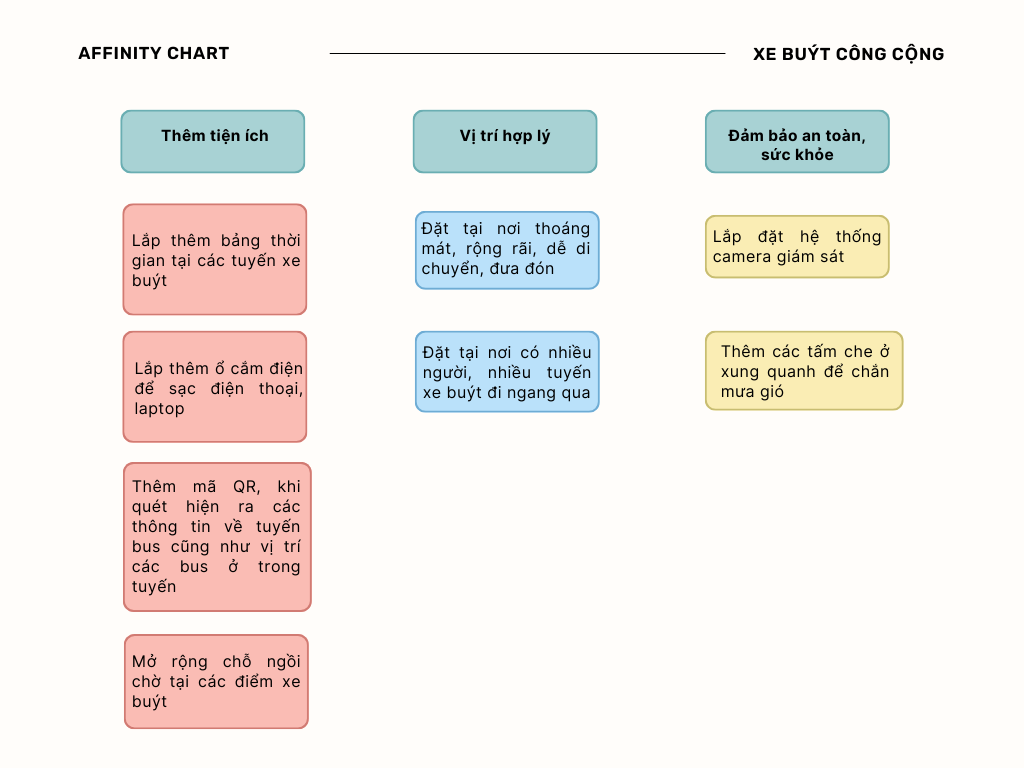 AFFINITY CHART
XE BUÝT CÔNG CỘNG
Thêm tiện ích
Lắp thêm bảng thời
gian tại các tuyến xe
buýt
Lắp thêm ổ cắm điện
để sạc điện thoại,
laptop
Thêm mã QR, khi
quét hiện ra các
thông tin về tuyến
bus cũng như vị trí
các bus ở trong
tuyến
Mở rộng chỗ ngồi
chờ tại các điểm xe
buýt
Vị trí hợp lý
Đặt tại nơi thoáng
mát, rộng rãi, dễ di
chuyển, đưa đón
Đặt tại nơi có nhiều
người, nhiều tuyến
xe buýt đi ngang qua
Đảm bảo an toàn,
sức khỏe
Lắp đặt hệ thống
camera giám sát
Thêm các tấm che ở
xung quanh để chắn
mưa gió